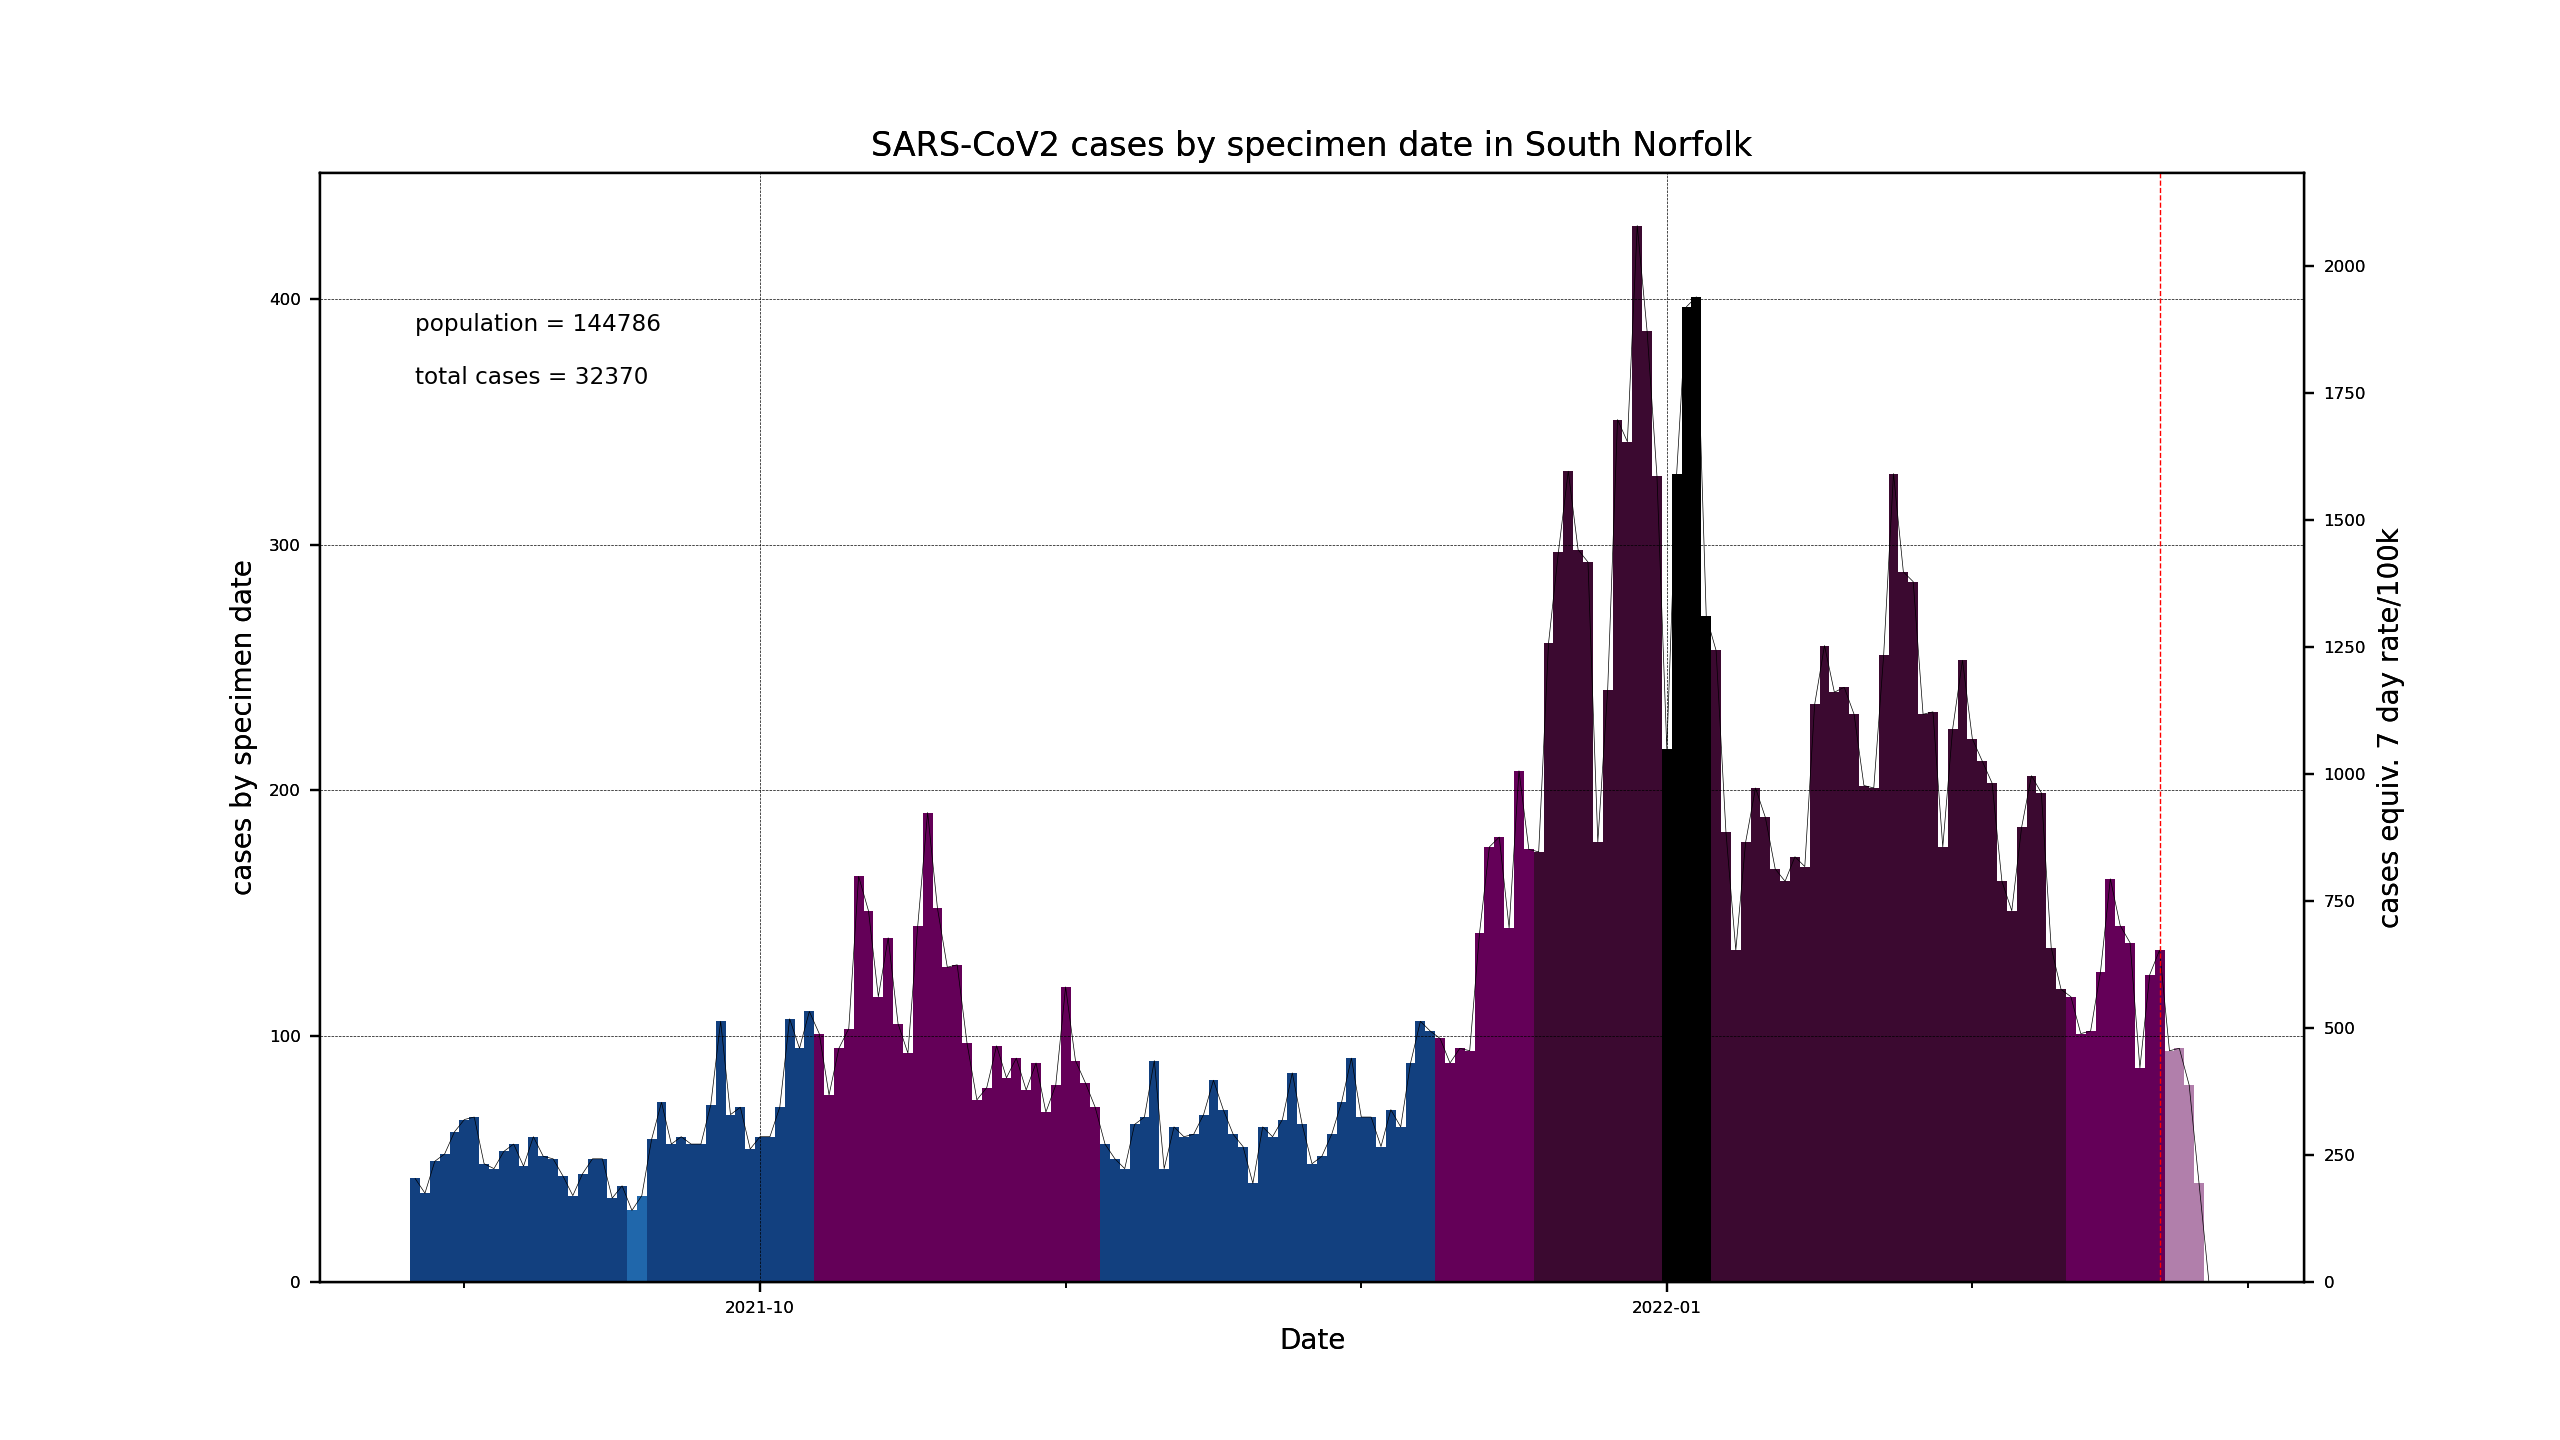 SARS-CoV2 cases by specimen date in South Norfolk
population = 144786
total cases = 32370
cases by specimen date
400
300
200
100
0
2021-10
2022-01
Date
2000
1750
1500
1250
1000
750
500
250
0
cases equiv. 7 day rate/100k